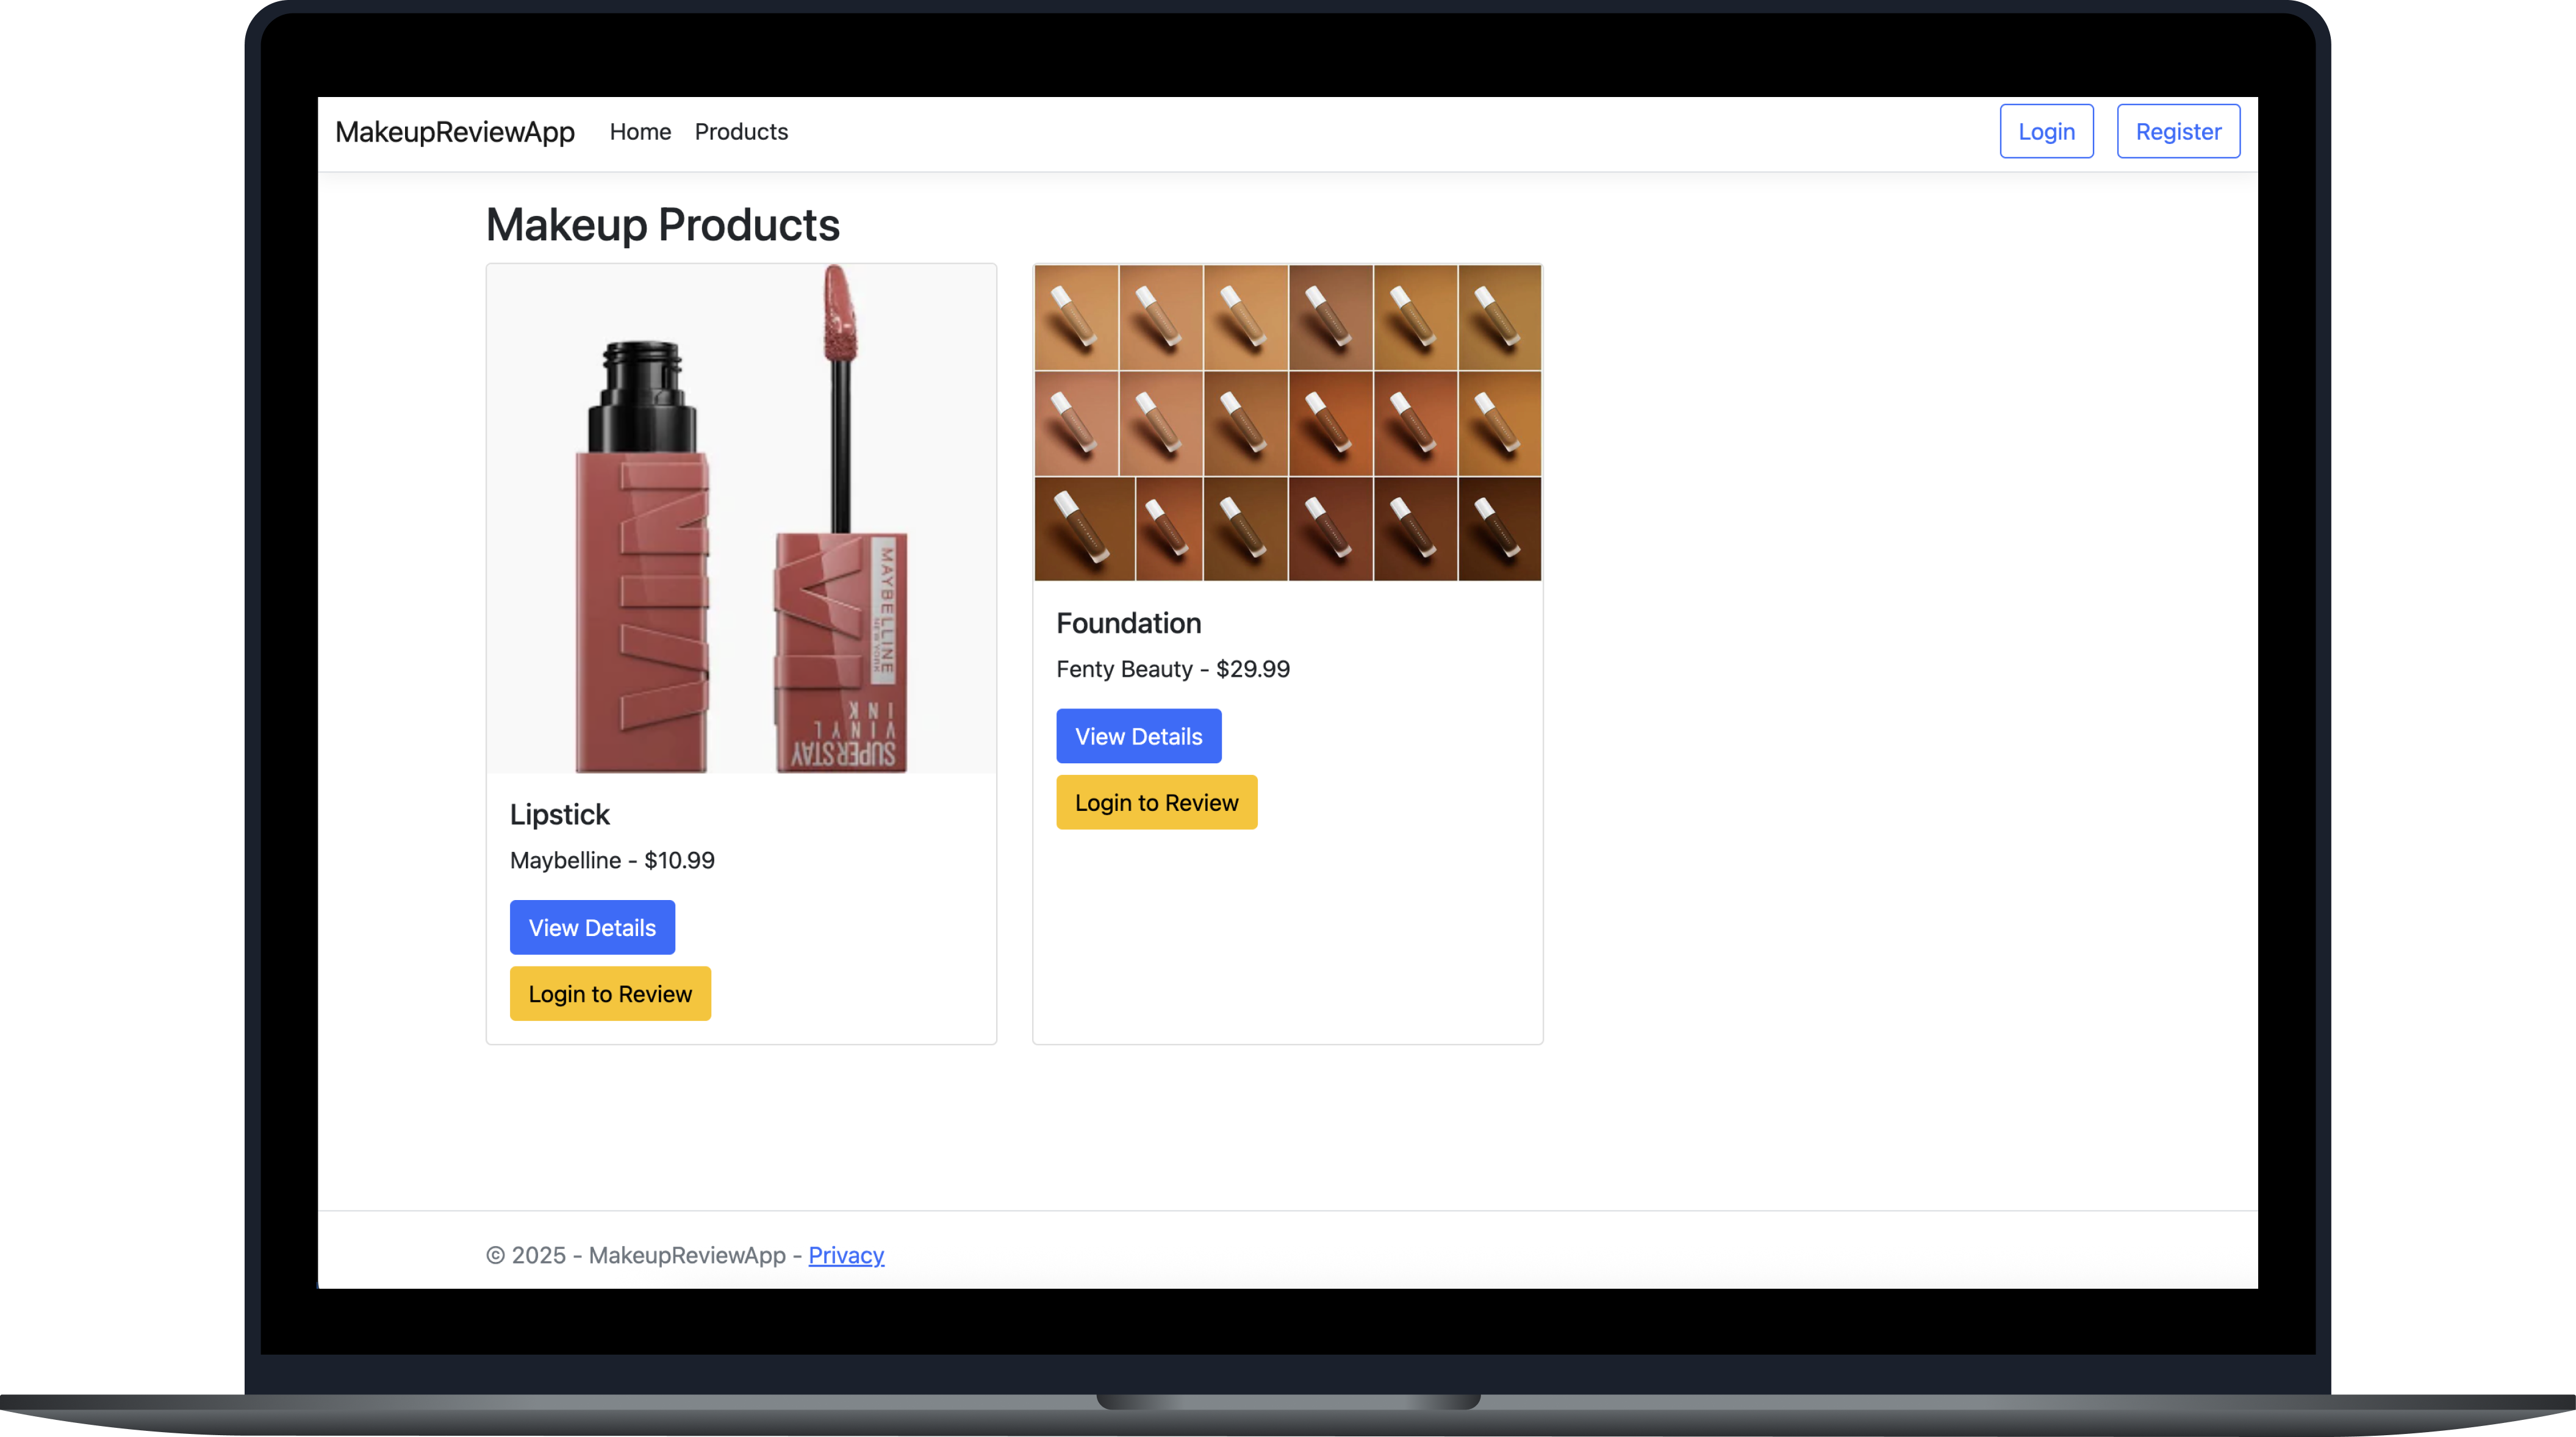 MakeupReviewApp Home Products Login Register
Makeup Products
VINYL
MAYBELLINE
NEW YORK
SUPERSTAY
VINYL
INK
Lipstick
Maybelline - $10.99
View Details
Login to Review
Foundation
Fenty Beauty - $29.99
View Details
Login to Review
© 2025 - MakeupReviewApp - Privacy